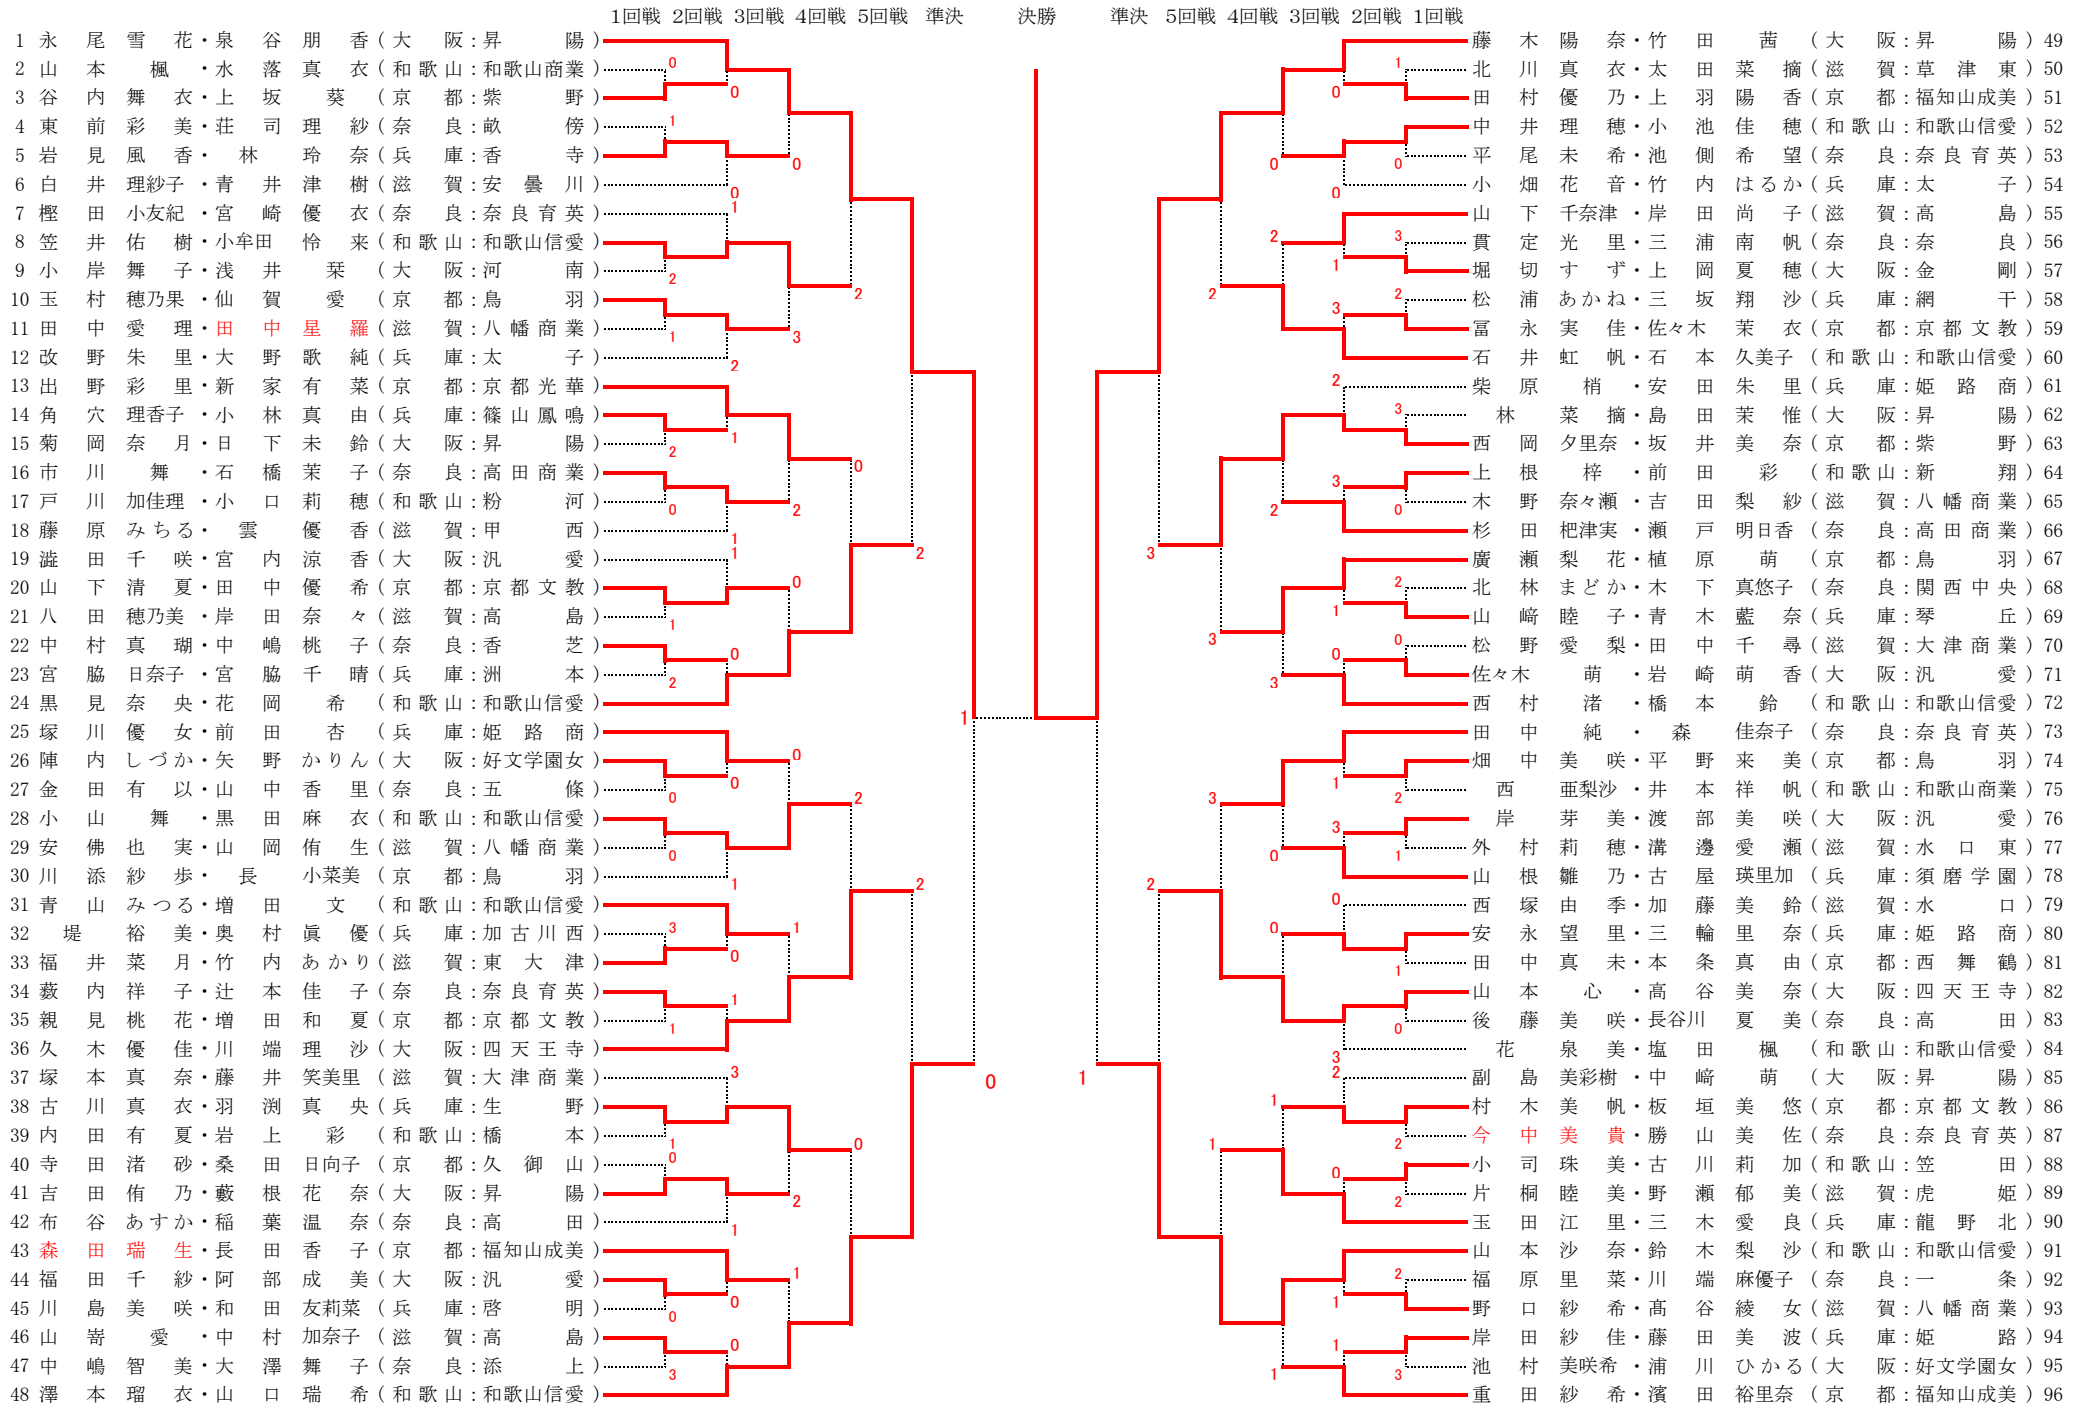 1回戦 2回戦 3回戦 4回戦 5回戦 準決 決勝 準決 5回戦 4回戦 3回戦 2回戦 1回戦
1 永尾雪花・泉谷朋香(大阪:昇陽)
2 山本楓・水落真衣(和歌山:和歌山商業)
3 谷内舞衣・上坂葵(京都:紫野)
4 東前彩美・荘司理紗(奈良:畝傍)
5 岩見風香・林玲奈(兵庫:香寺)
6 白井理紗子・青井津樹(滋賀:安曇川)
7 樫田小友紀・宮崎優衣(奈良:奈良育英)
8 笠井佑樹・小牟田怜来(和歌山:和歌山信愛)
9 小岸舞子・浅井栞(大阪:河南)
10 玉村穂乃果・仙賀愛(京都:鳥羽)
11 田中愛理・田中星羅(滋賀:八幡商業)
12 改野朱里・大野歌純(兵庫:太子)
13 出野彩里・新家有菜(京都:京都光華)
14 角穴理香子・小林真由(兵庫:篠山鳳鳴)
15 菊岡奈月・日下未鈴(大阪:昇陽)
16 市川舞・石橋茉子(奈良:高田商業)
17 戸川加佳理・小口莉穂(和歌山:粉河)
18 藤原みちる・雲優香(滋賀:甲西)
19 澁田千咲・宮内涼香(大阪:汎愛)
20 山下清夏・田中優希(京都:京都文教)
21 八田穂乃美・岸田奈々(滋賀:高島)
22 中村真瑚・中嶋桃子(奈良:香芝)
23 宮脇日奈子・宮脇千晴(兵庫:洲本)
24 黒見奈央・花岡希(和歌山:和歌山信愛)
25 塚川優女・前田杏(兵庫:姫路商)
26 陣内しづか・矢野かりん(大阪:好文学園女)
27 金田有以・山中香里(奈良:五條)
28 小山舞・黒田麻衣(和歌山:和歌山信愛)
29 安佛也実・山岡侑生(滋賀:八幡商業)
30 川添紗歩・長小菜美(京都:鳥羽)
31 青山みつる・増田文(和歌山:和歌山信愛)
32 堤裕美・奥村眞優(兵庫:加古川西)
33 福井菜月・竹内あかり(滋賀:東大津)
34 薮内祥子・辻本佳子(奈良:奈良育英)
35 親見桃花・増田和夏(京都:京都文教)
36 久木優佳・川端理沙(大阪:四天王寺)
37 塚本真奈・藤井笑美里(滋賀:大津商業)
38 古川真衣・羽渕真央(兵庫:生野)
39 内田有夏・岩上彩(和歌山:橋本)
40 寺田渚砂・桑田日向子(京都:久御山)
41 吉田侑乃・藪根花奈(大阪:昇陽)
42 布谷あすか・稲葉温奈(奈良:高田)
43 森田瑞生・長田香子(京都:福知山成美)
44 福田千紗・阿部成美(大阪:汎愛)
45 川島美咲・和田友莉菜(兵庫:啓明)
46 山嵜愛・中村加奈子(滋賀:高島)
47 中嶋智美・大澤舞子(奈良:添上)
48 澤本瑠衣・山口瑞希(和歌山:和歌山信愛)
藤木陽奈・竹田茜(大阪:昇陽)49
北川真衣・太田菜摘(滋賀:草津東)50
田村優乃・上羽陽香(京都:福知山成美)51
中井理穂・小池佳穂(和歌山:和歌山信愛)52
平尾未希・池側希望(奈良:奈良育英)53
小畑花音・竹内はるか(兵庫:太子)54
山下千奈津・岸田尚子(滋賀:高島)55
貫定光里・三浦南帆(奈良:奈良)56
堀切すず・上岡夏穂(大阪:金剛)57
松浦あかね・三坂翔沙(兵庫:網干)58
冨永実佳・佐々木茉衣(京都:京都文教)59
石井虹帆・石本久美子(和歌山:和歌山信愛)60
柴原梢・安田朱里(兵庫:姫路商)61
林菜摘・島田茉惟(大阪:昇陽)62
西岡夕里奈・坂井美奈(京都:紫野)63
上根梓・前田彩(和歌山:新翔)64
木野奈々瀬・吉田梨紗(滋賀:八幡商業)65
杉田杷津実・瀬戸明日香(奈良:高田商業)66
廣瀬梨花・植原萌(京都:鳥羽)67
北林まどか・木下真悠子(奈良:関西中央)68
山﨑睦子・青木藍奈(兵庫:琴丘)69
松野愛梨・田中千尋(滋賀:大津商業)70
佐々木萌・岩崎萌香(大阪:汎愛)71
西村渚・橋本鈴(和歌山:和歌山信愛)72
田中純・森佳奈子(奈良:奈良育英)73
畑中美咲・平野来美(京都:鳥羽)74
西亜梨沙・井本祥帆(和歌山:和歌山商業)75
岸芽美・渡部美咲(大阪:汎愛)76
外村莉穂・溝邊愛瀬(滋賀:水口東)77
山根雛乃・古屋瑛里加(兵庫:須磨学園)78
西塚由季・加藤美鈴(滋賀:水口)79
安永望里・三輪里奈(兵庫:姫路商)80
田中真未・本条真由(京都:西舞鶴)81
山本心・高谷美奈(大阪:四天王寺)82
後藤美咲・長谷川夏美(奈良:高田)83
花泉美・塩田楓(和歌山:和歌山信愛)84
副島美彩樹・中﨑萌(大阪:昇陽)85
村木美帆・板垣美悠(京都:京都文教)86
今中美貴・勝山美佐(奈良:奈良育英)87
小司珠美・古川莉加(和歌山:笠田)88
片桐睦美・野瀬郁美(滋賀:虎姫)89
玉田江里・三木愛良(兵庫:龍野北)90
山本沙奈・鈴木梨沙(和歌山:和歌山信愛)91
福原里菜・川端麻優子(奈良:一条)92
野口紗希・髙谷綾女(滋賀:八幡商業)93
岸田紗佳・藤田美波(兵庫:姫路)94
池村美咲希・浦川ひかる(大阪:好文学園女)95
重田紗希・濱田裕里奈(京都:福知山成美)96